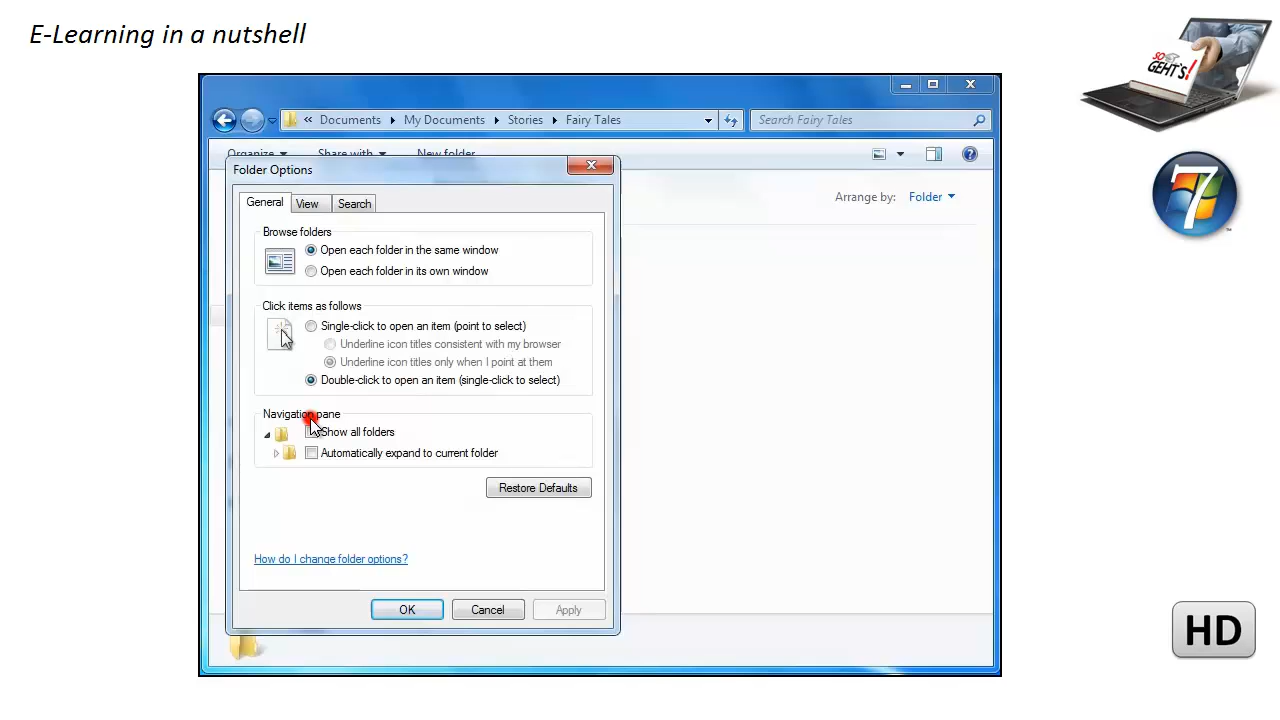 E-Learning in a nutshell
SO GEHT`S!
« Documents My Documents Stories Fairy Tales
Search Fairy Tales
Organize Share with New folder
Folder Options
General View Search
Arrange by: Folder
Browse folders
Open each folder in the same window
Open each folder in its own window
Click items as follows
Single-click to open an item (point to select)
Underline icon titles consistent with my browser
Underline icon titles only when I point at them
Double-click to open an item (single-click to select)
Navigation pane
Show all folders
Automatically expand to current folder
Restore Defaults
How do I change folder options?
OK Cancel Apply
7
HD